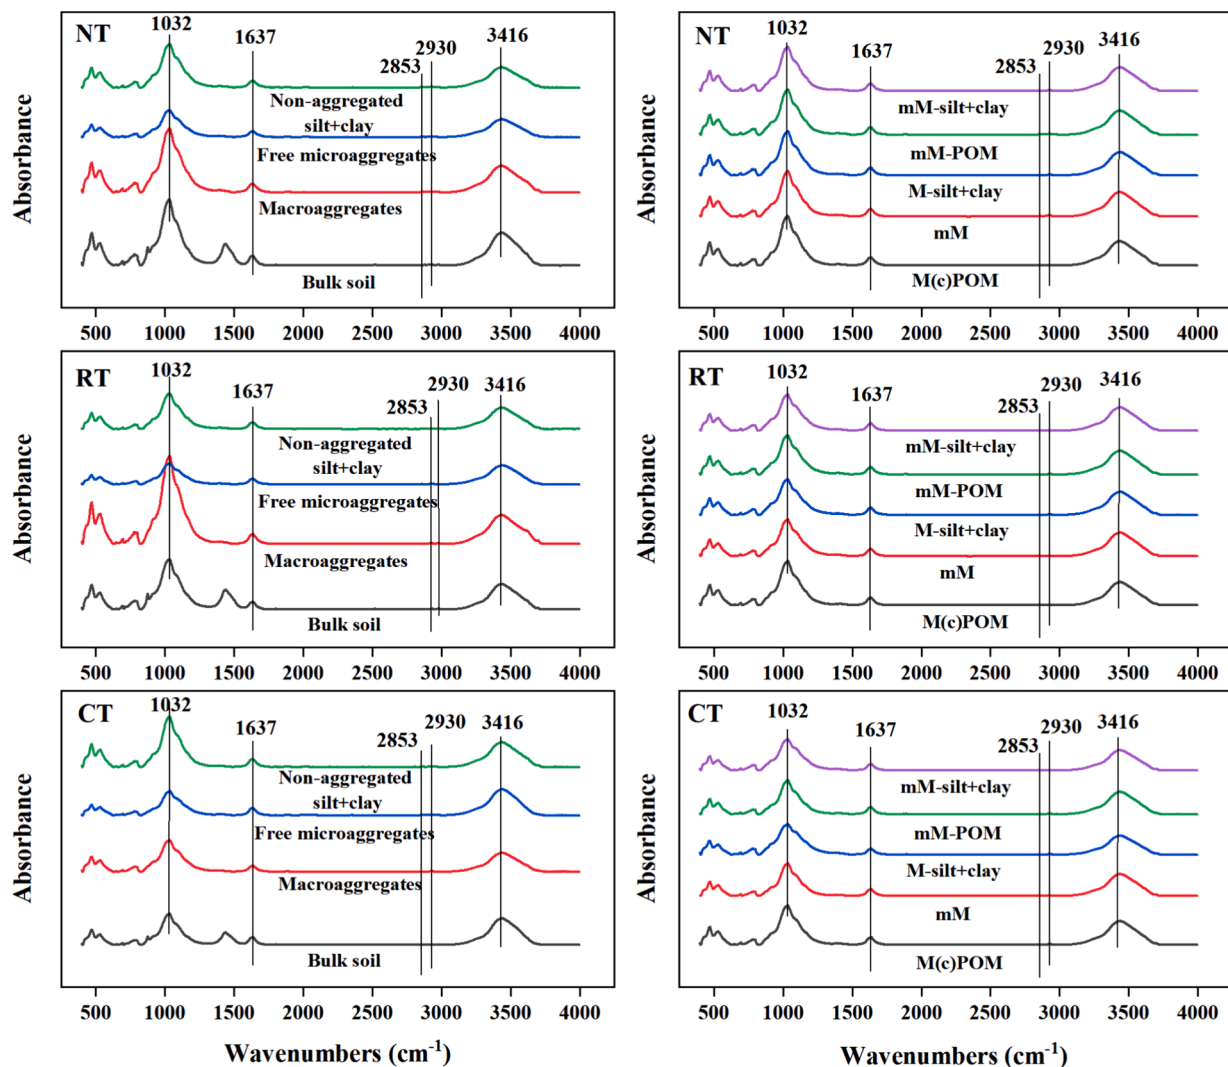 NT
1032
1637
2853
2930
3416
Non-aggregated
silt+clay
Free microaggregates
Macroaggregates
Bulk soil
Absorbance
500 1000 1500 2000 2500 3000 3500 4000
NT
1032
1637
2853
2930
3416
mM-silt+clay
mM-POM
M-silt+clay
mM
M(c)POM
Absorbance
500 1000 1500 2000 2500 3000 3500 4000
RT
1032
1637
2853
2930
3416
Non-aggregated
silt+clay
Free microaggregates
Macroaggregates
Bulk soil
Absorbance
500 1000 1500 2000 2500 3000 3500 4000
RT
1032
1637
2853
2930
3416
mM-silt+clay
mM-POM
M-silt+clay
mM
M(c)POM
Absorbance
500 1000 1500 2000 2500 3000 3500 4000
CT
1032
1637
2853
2930
3416
Non-aggregated
silt+clay
Free microaggregates
Macroaggregates
Bulk soil
Absorbance
500 1000 1500 2000 2500 3000 3500 4000
Wavenumbers (cm⁻¹)
CT
1032
1637
2853
2930
3416
mM-silt+clay
mM-POM
M-silt+clay
mM
M(c)POM
Absorbance
500 1000 1500 2000 2500 3000 3500 4000
Wavenumbers (cm⁻¹)